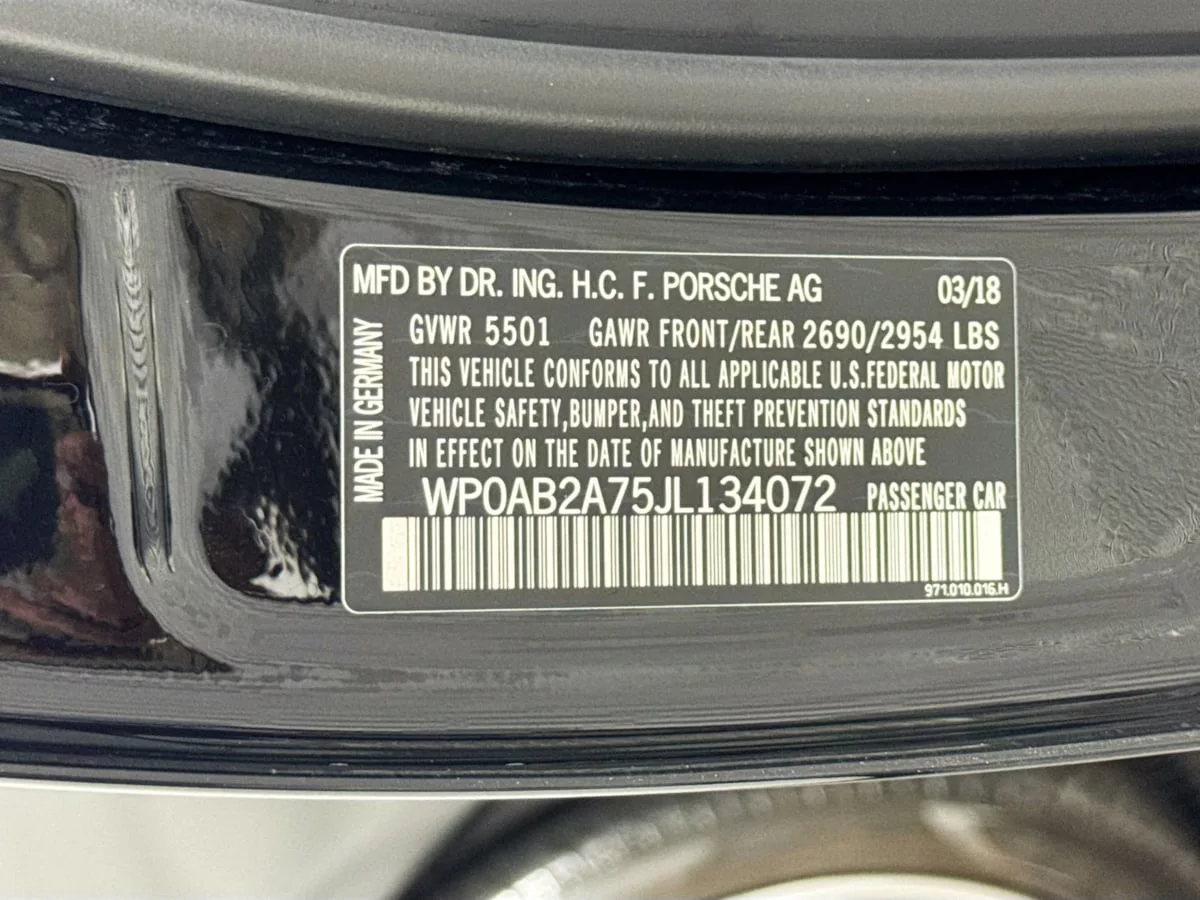 MFD BY DR. ING. H.C. F. PORSCHE AG 03/18
GVWR 5501 GAWR FRONT/REAR 2690/2954 LBS
THIS VEHICLE CONFORMS TO ALL APPLICABLE U.S.FEDERAL MOTOR
VEHICLE SAFETY,BUMPER,AND THEFT PREVENTION STANDARDS
IN EFFECT ON THE DATE OF MANUFACTURE SHOWN ABOVE
MADE IN GERMANY
WP0AB2A75JL134072 PASSENGER CAR
971.010.016.H